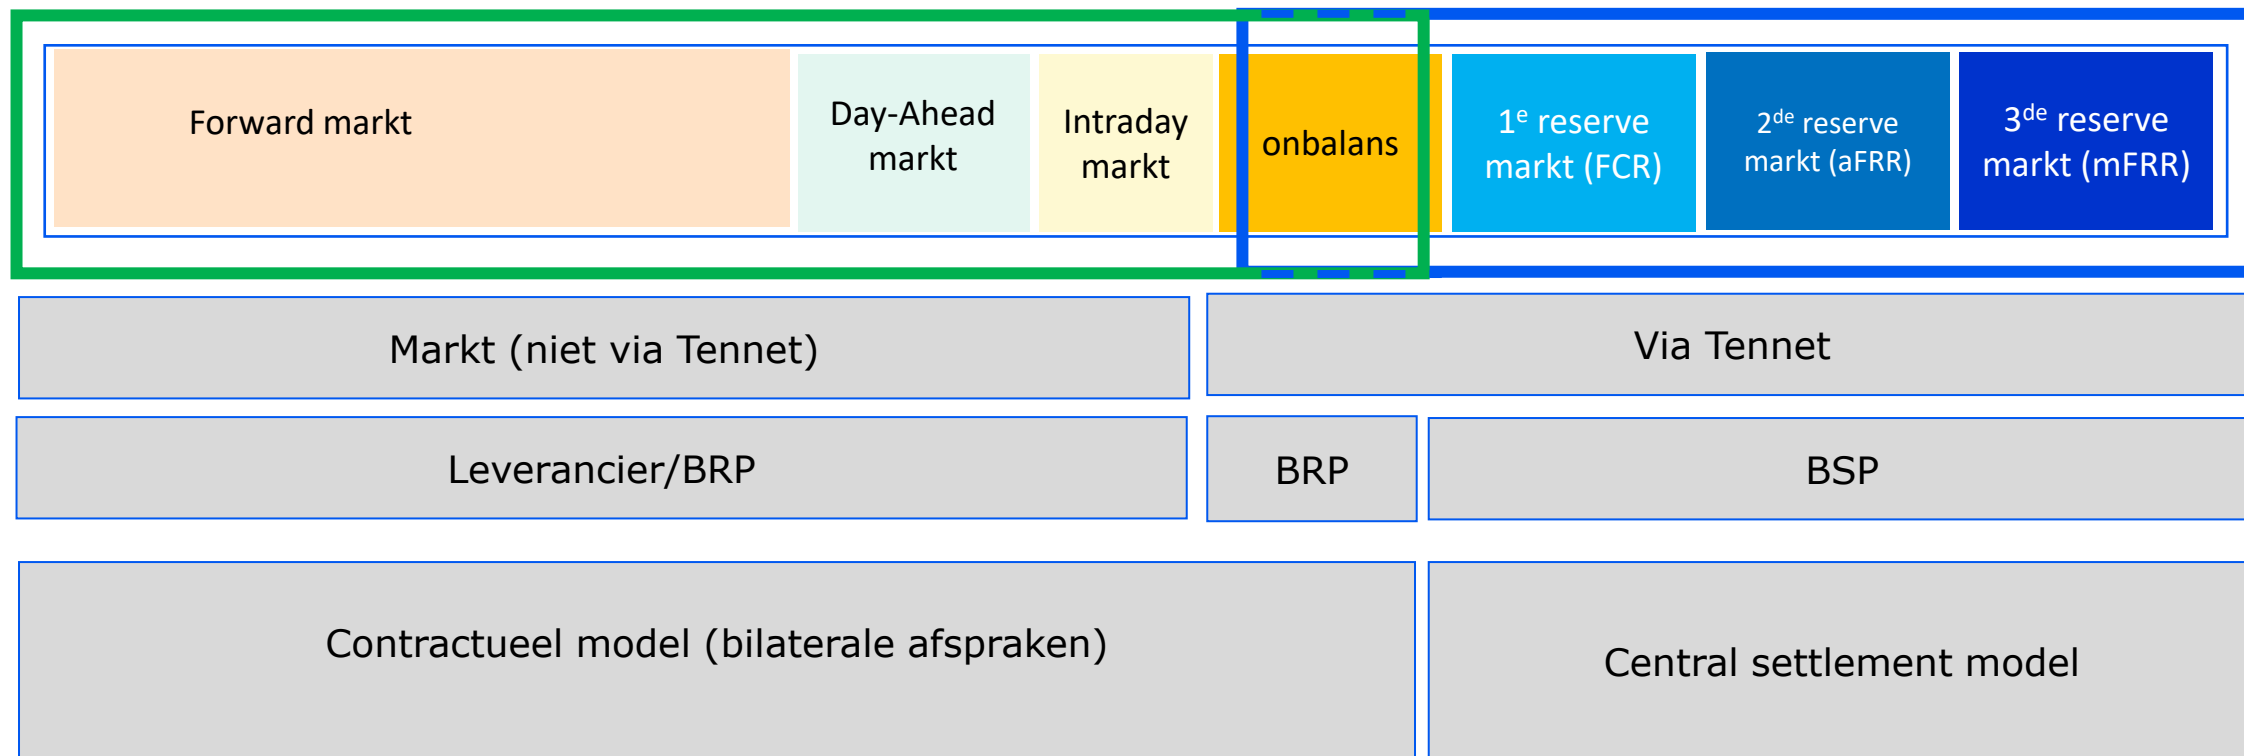 Forward markt
Day-Ahead
markt
Intraday
markt
onbalans
1e reserve
markt (FCR)
2de reserve
markt (aFRR)
3de reserve
markt (mFRR)
Markt (niet via Tennet)
Via Tennet
Leverancier/BRP
BRP
BSP
Contractueel model (bilaterale afspraken)
Central settlement model